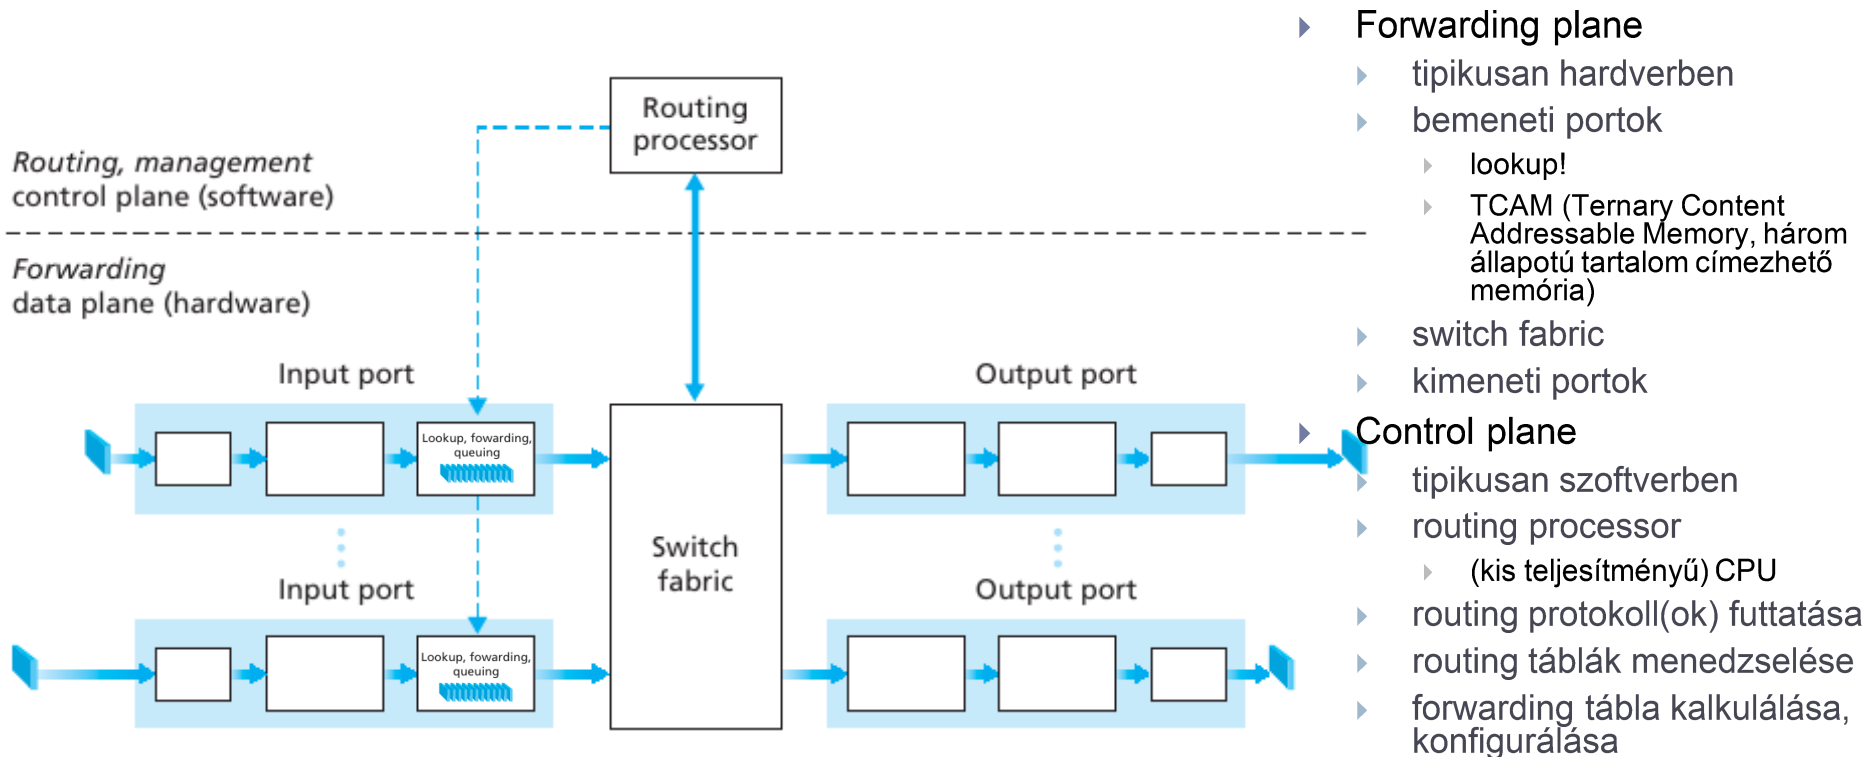 Routing
processor
Routing, management
control plane (software)
Forwarding
data plane (hardware)
Input port
Output port
Lookup, fowarding,
queuing
Switch
fabric
Input port
Output port
Lookup, fowarding,
queuing
Forwarding plane
tipikusan hardverben
bemeneti portok
lookup!
TCAM (Ternary Content
Addressable Memory, három
állapotú tartalom címezhető
memória)
switch fabric
kimeneti portok
Control plane
tipikusan szoftverben
routing processor
(kis teljesítményű) CPU
routing protokoll(ok) futtatása
routing táblák menedzselése
forwarding tábla kalkulálása,
konfigurálása